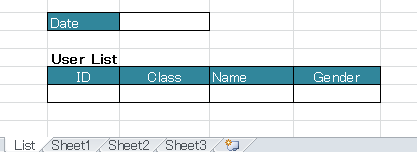 Date
User List
ID Class Name Gender
List Sheet1 Sheet2 Sheet3